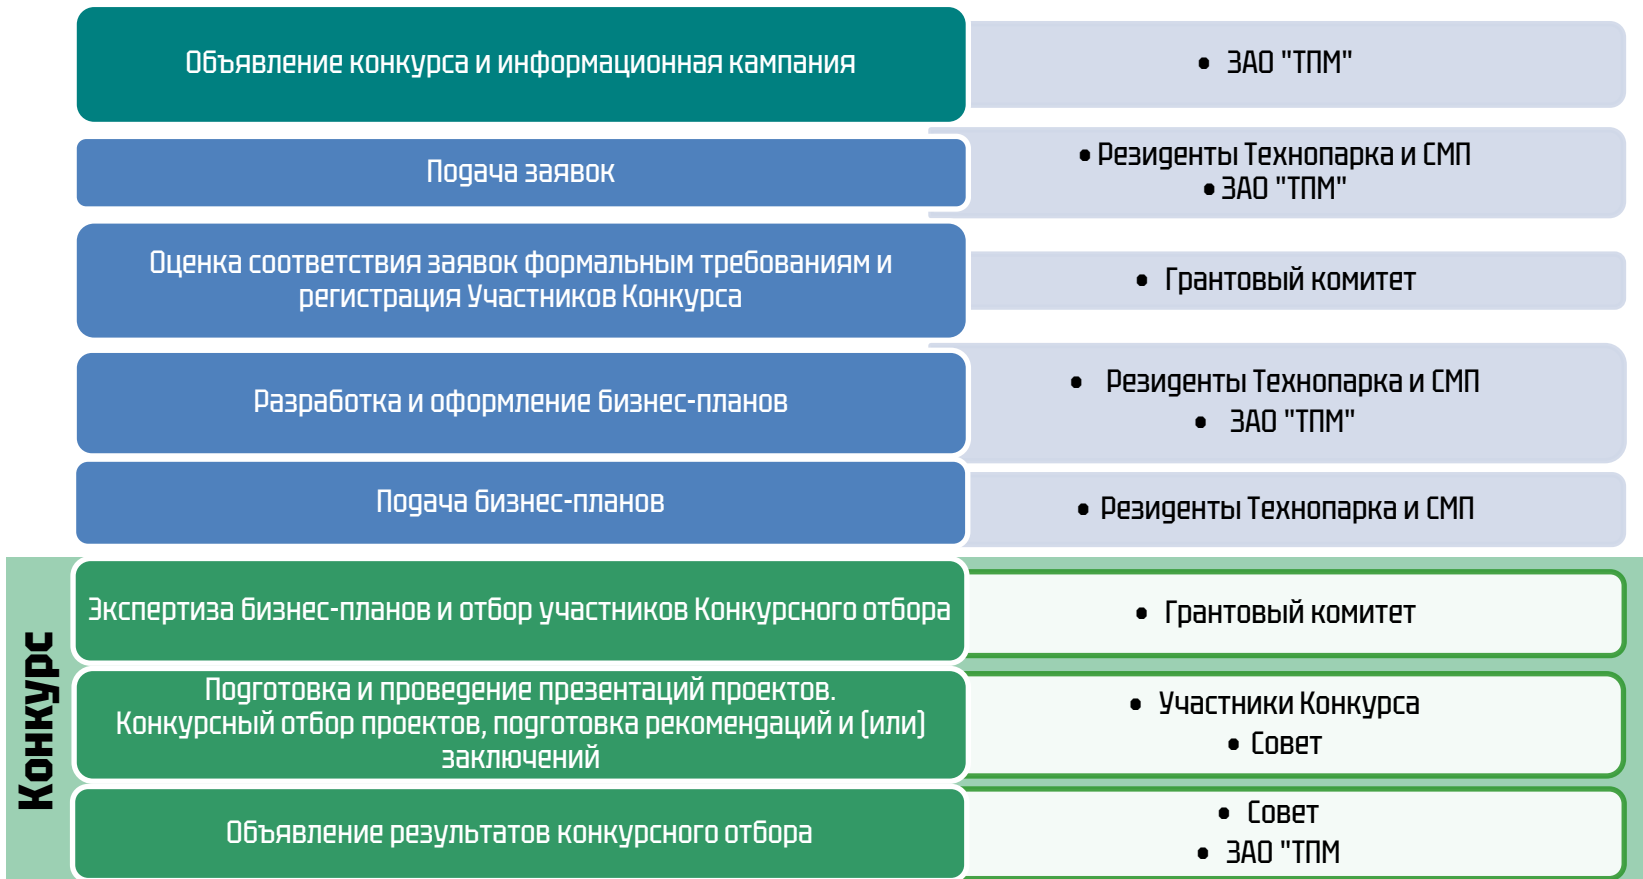 Объявление конкурса и информационная кампания
• ЗАО "ТПМ"
Подача заявок
• Резиденты Технопарка и СМП
• ЗАО "ТПМ"
Оценка соответствия заявок формальным требованиям и
регистрация Участников Конкурса
• Грантовый комитет
Разработка и оформление бизнес-планов
• Резиденты Технопарка и СМП
• ЗАО "ТПМ"
Подача бизнес-планов
• Резиденты Технопарка и СМП
Конкурс
Экспертиза бизнес-планов и отбор участников Конкурсного отбора
• Грантовый комитет
Подготовка и проведение презентаций проектов.
Конкурсный отбор проектов, подготовка рекомендаций и (или)
заключений
• Участники Конкурса
• Совет
Объявление результатов конкурсного отбора
• Совет
• ЗАО "ТПМ